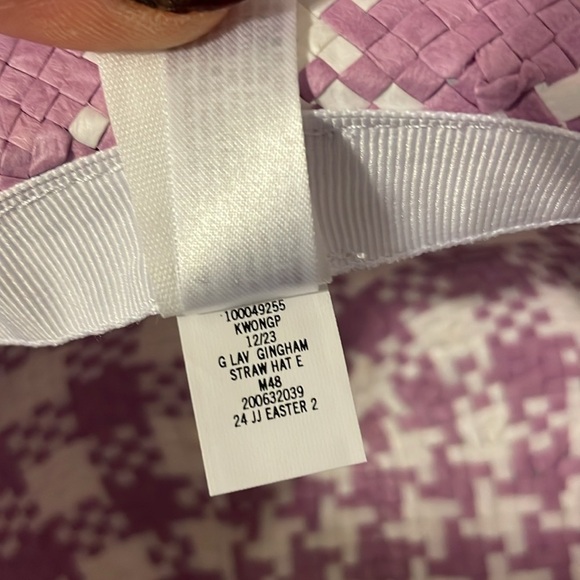 100049255
KWONGP
12/23
G LAV GINGHAM
STRAW HAT E
M48
200632039
24 JJ EASTER 2